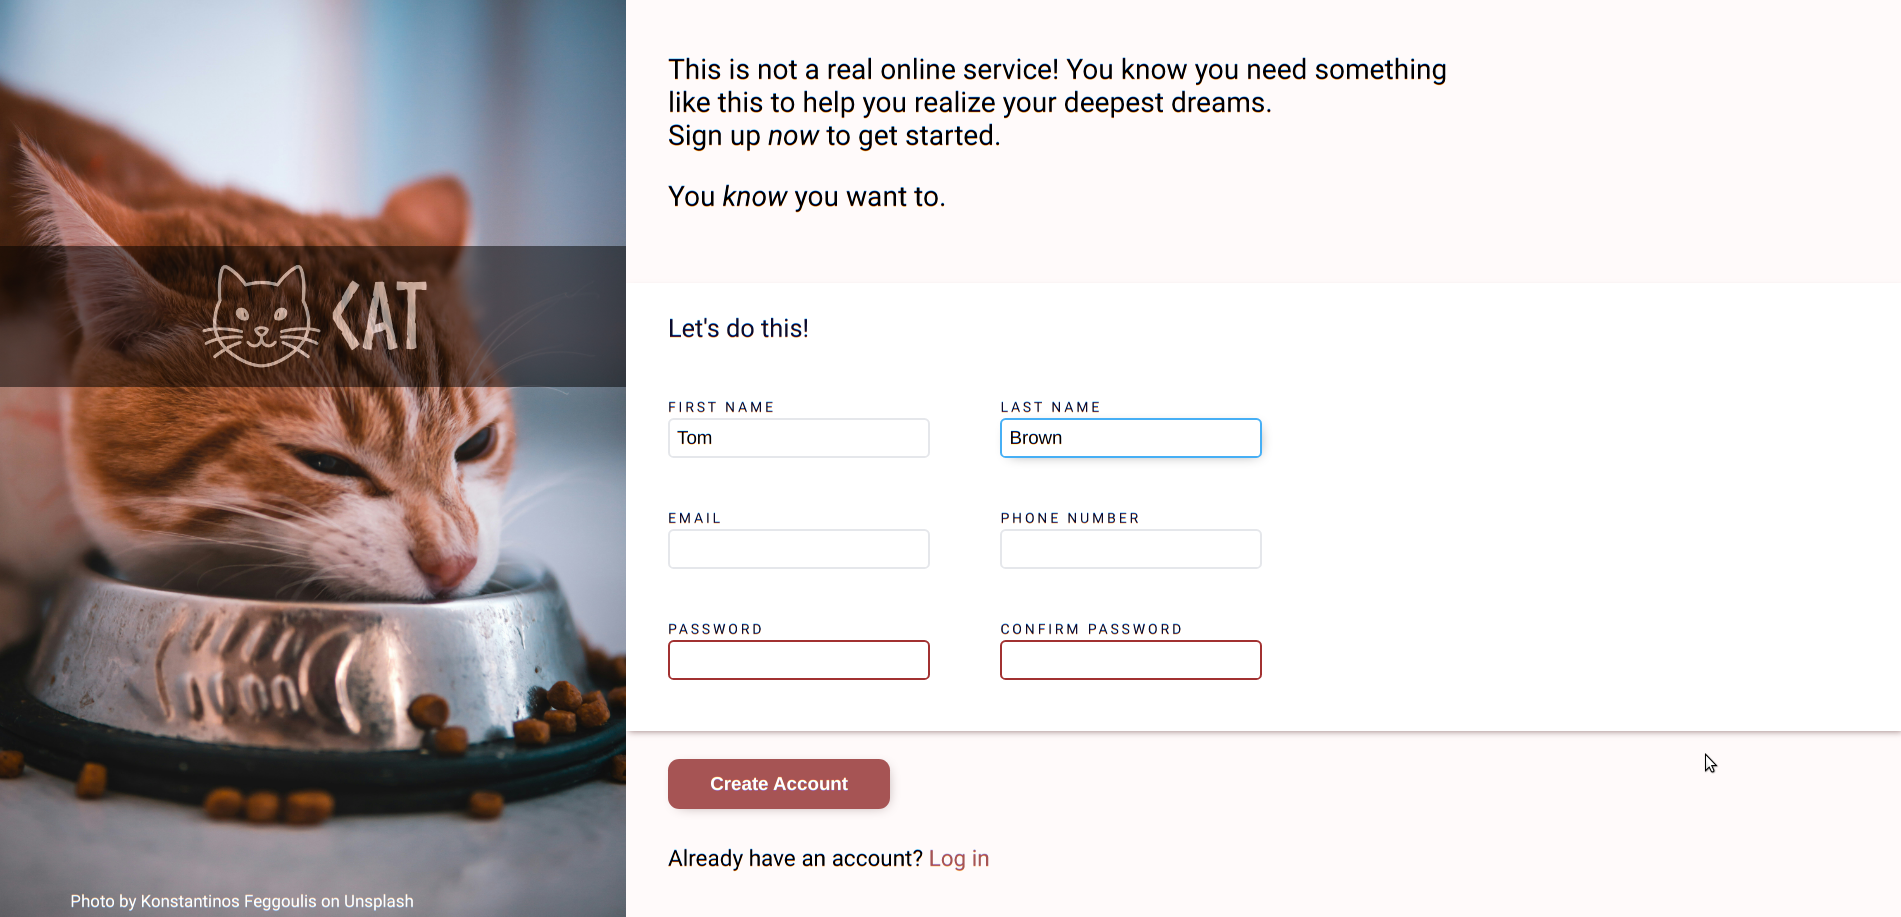 CAT
Photo by Konstantinos Feggoulis on Unsplash
This is not a real online service! You know you need something
like this to help you realize your deepest dreams.
Sign up now to get started.
You know you want to.
Let's do this!
FIRST NAME
Tom
LAST NAME
Brown
EMAIL
PHONE NUMBER
PASSWORD
CONFIRM PASSWORD
Create Account
Already have an account? Log in